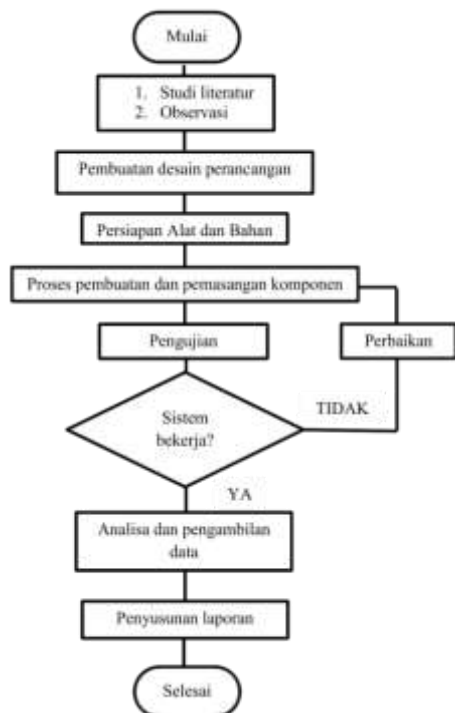 Mulai
1. Studi literatur
2. Observasi
Pembuatan desain perancangan
Persiapan Alat dan Bahan
Proses pembuatan dan pemasangan komponen
Pengujian
Perbaikan
Sistem
bekerja?
TIDAK
YA
Analisa dan pengambilan
data
Penyusunan laporan
Selesai